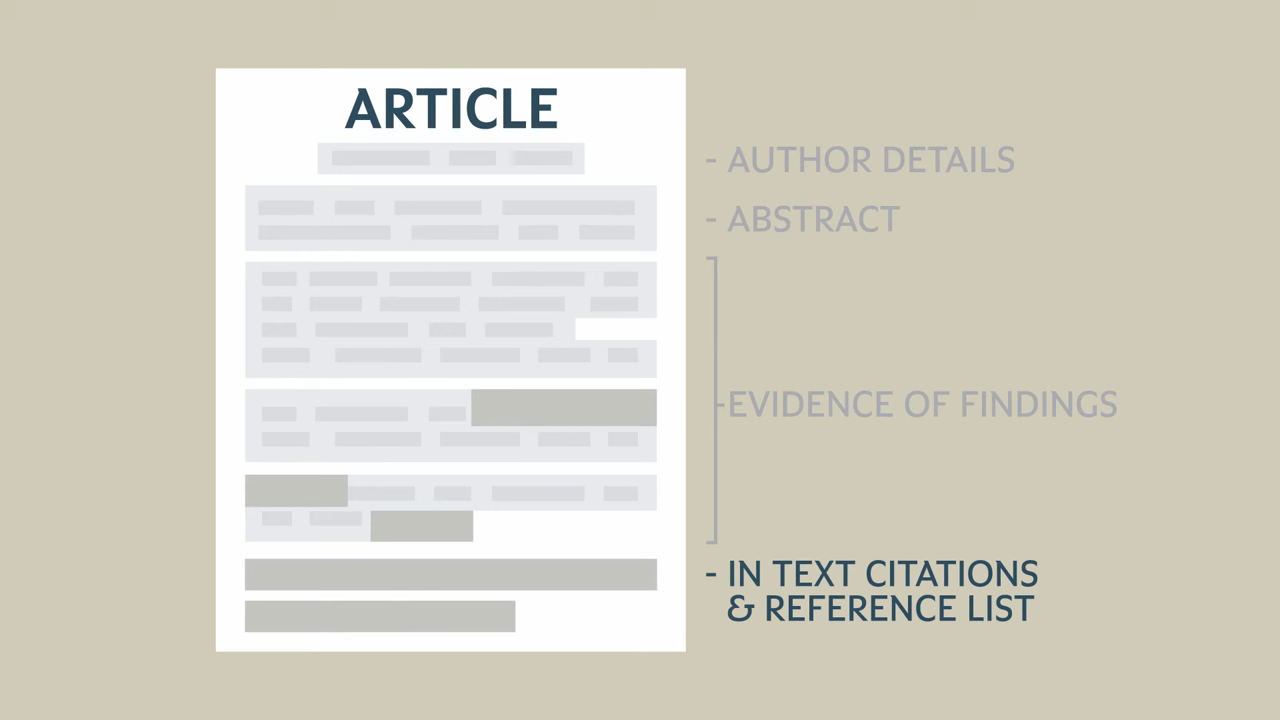 ARTICLE
- AUTHOR DETAILS
- ABSTRACT
- EVIDENCE OF FINDINGS
- IN TEXT CITATIONS
& REFERENCE LIST